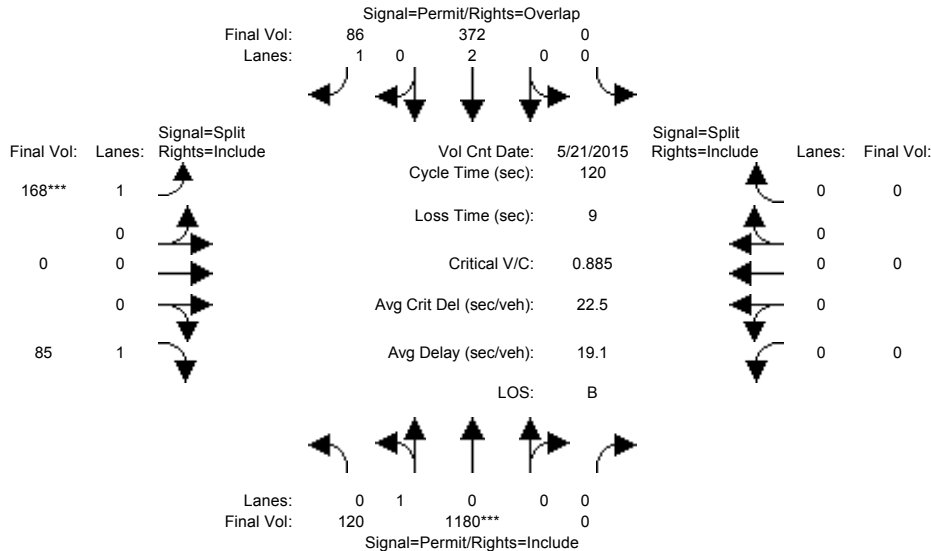 Signal=Permit/Rights=Overlap
Final Vol: 86 372 0
Lanes: 1 0 2 0 0
Signal=Split
Final Vol: Lanes: Rights=Include
Vol Cnt Date: 5/21/2015
Signal=Split
Rights=Include Lanes: Final Vol:
Cycle Time (sec): 120
168*** 1
0 0
Loss Time (sec): 9
0
0
0 0
Critical V/C: 0.885
0 0
0
Avg Crit Del (sec/veh): 22.5
0
85 1
Avg Delay (sec/veh): 19.1
0 0
LOS: B
Lanes: 0 1 0 0 0
Final Vol: 120 1180*** 0
Signal=Permit/Rights=Include